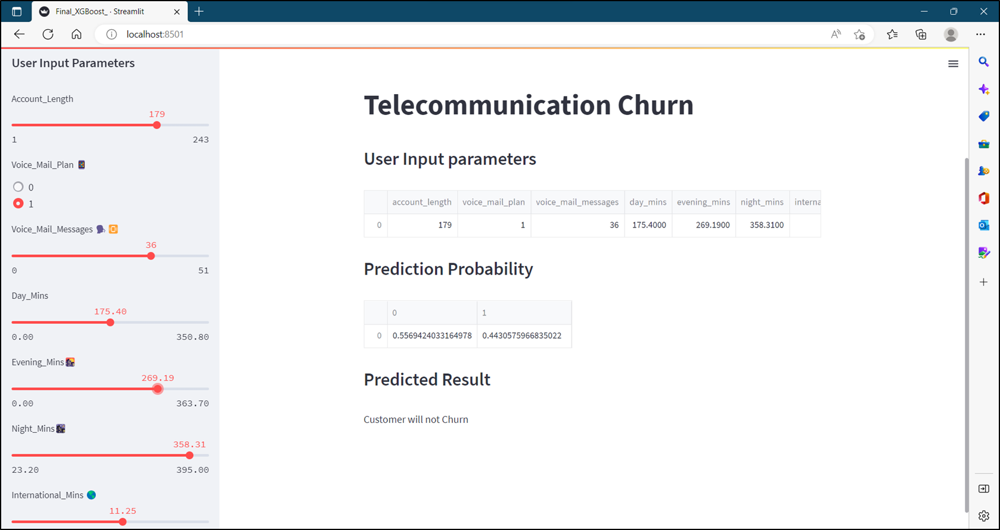 Final_XGBoost_ · Streamlit
localhost:8501
User Input Parameters
Account_Length
179
1 243
Voice_Mail_Plan
0
1
Voice_Mail_Messages
36
0 51
Day_Mins
175.40
0.00 350.80
Evening_Mins
269.19
0.00 363.70
Night_Mins
358.31
23.20 395.00
International_Mins
11.25
Telecommunication Churn
User Input parameters
account_length voice_mail_plan voice_mail_messages day_mins evening_mins night_mins interna
0 179 1 36 175.4000 269.1900 358.3100
Prediction Probability
0 1
0 0.5569424033164978 0.4430575966835022
Predicted Result
Customer will not Churn